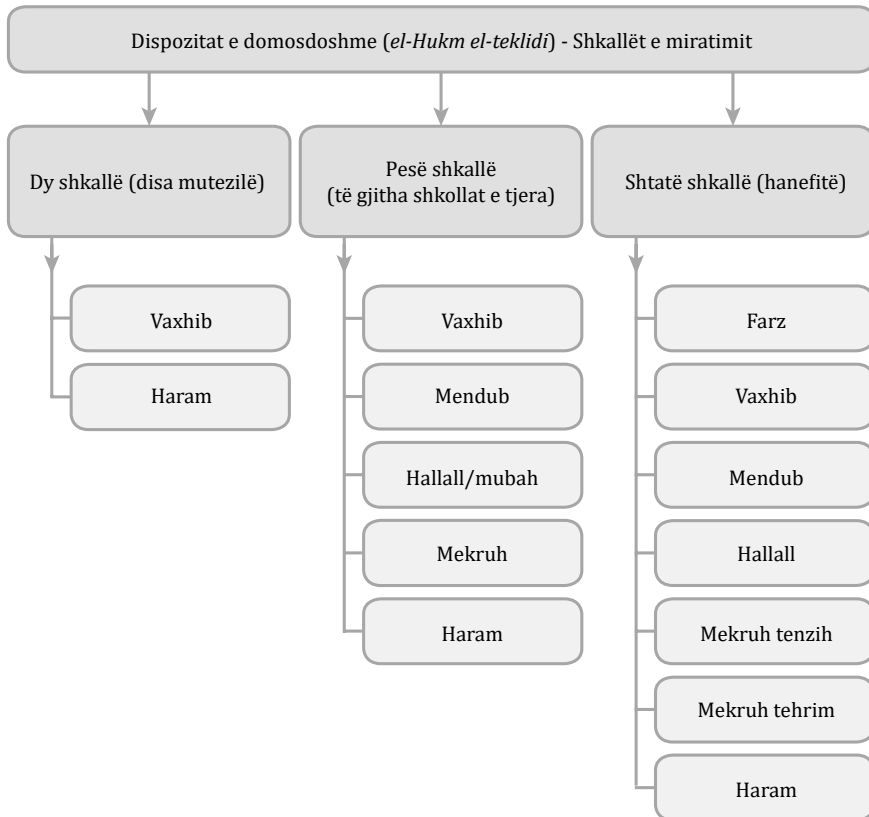 Dispozitat e domosdoshme (el-Hukm el-teklidi) - Shkallët e miratimit
Dy shkallë (disa mutezilë)
Vaxhib
Haram
Pesë shkallë
(të gjitha shkollat e tjera)
Vaxhib
Mendub
Hallall/mubah
Mekruh
Haram
Shtatë shkallë (hanefitë)
Farz
Vaxhib
Mendub
Hallall
Mekruh tenzih
Mekruh tehrim
Haram